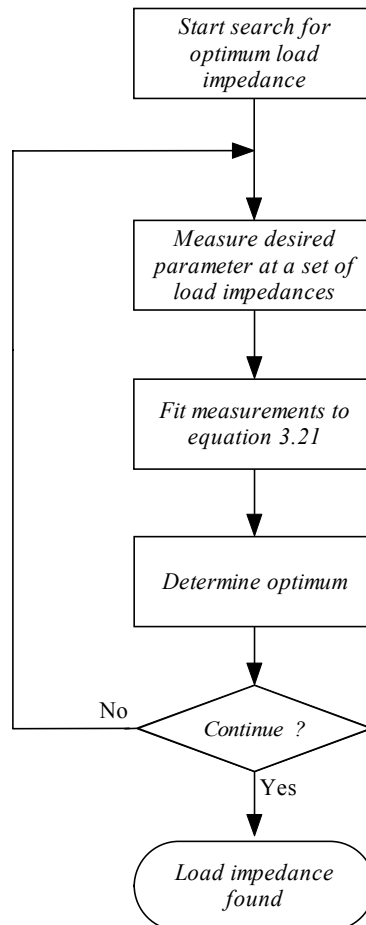 Start search for
optimum load
impedance
Measure desired
parameter at a set of
load impedances
Fit measurements to
equation 3.21
Determine optimum
No
Continue ?
Yes
Load impedance
found